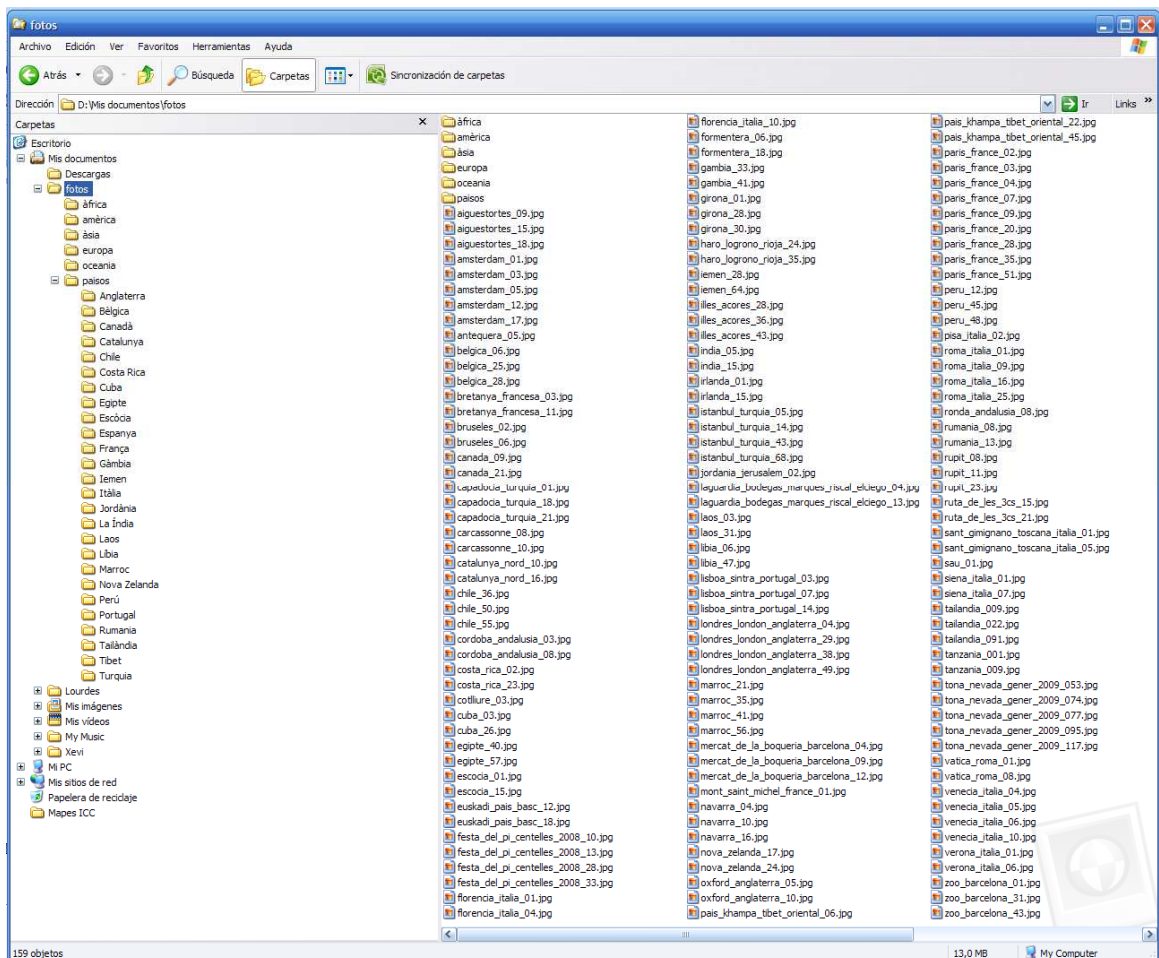 fotos
Archivo Edición Ver Favoritos Herramientas Ayuda
Atrás Búsqueda Carpetas Sincronización de carpetas
Dirección D:\Mis documentos\fotos Ir Links »
Carpetas
Escritorio
Mis documentos
Descargas
fotos
àfrica
amèrica
àsia
europa
oceania
paisos
Anglaterra
Bèlgica
Canadà
Catalunya
Chile
Costa Rica
Cuba
Egipte
Escòcia
Espanya
França
Gàmbia
Iemen
Itàlia
Jordània
La Índia
Laos
Líbia
Marroc
Nova Zelanda
Perú
Portugal
Rumania
Tailàndia
Tibet
Turquia
Lourdes
Mis imágenes
Mis vídeos
My Music
Xevi
Mi PC
Mis sitios de red
Papelera de reciclaje
Mapes ICC
àfrica
amèrica
àsia
europa
oceania
paisos
aiguestortes_09.jpg
aiguestortes_15.jpg
aiguestortes_18.jpg
amsterdam_01.jpg
amsterdam_03.jpg
amsterdam_05.jpg
amsterdam_12.jpg
amsterdam_17.jpg
antequera_05.jpg
belgica_06.jpg
belgica_25.jpg
belgica_28.jpg
bretanya_francesa_03.jpg
bretanya_francesa_11.jpg
bruseles_02.jpg
bruseles_06.jpg
canada_09.jpg
canada_21.jpg
capadocia_turquia_01.jpg
capadocia_turquia_18.jpg
capadocia_turquia_21.jpg
carcassonne_08.jpg
carcassonne_10.jpg
catalunya_nord_10.jpg
catalunya_nord_16.jpg
chile_36.jpg
chile_50.jpg
chile_55.jpg
cordoba_andalusia_03.jpg
cordoba_andalusia_08.jpg
costa_rica_02.jpg
costa_rica_23.jpg
cotlliure_03.jpg
cuba_03.jpg
cuba_26.jpg
egipte_40.jpg
egipte_57.jpg
escocia_01.jpg
escocia_15.jpg
euskadi_pais_basc_12.jpg
euskadi_pais_basc_18.jpg
festa_del_pi_centelles_2008_10.jpg
festa_del_pi_centelles_2008_13.jpg
festa_del_pi_centelles_2008_28.jpg
festa_del_pi_centelles_2008_33.jpg
florencia_italia_01.jpg
florencia_italia_04.jpg
florencia_italia_10.jpg
formentera_06.jpg
formentera_18.jpg
gambia_33.jpg
gambia_41.jpg
girona_01.jpg
girona_28.jpg
girona_30.jpg
haro_logrono_rioja_24.jpg
haro_logrono_rioja_35.jpg
iemen_28.jpg
iemen_64.jpg
illes_acores_28.jpg
illes_acores_36.jpg
illes_acores_43.jpg
india_05.jpg
india_15.jpg
irlanda_01.jpg
irlanda_15.jpg
istanbul_turquia_05.jpg
istanbul_turquia_14.jpg
istanbul_turquia_43.jpg
istanbul_turquia_68.jpg
jordania_jerusalem_02.jpg
laguardia_bodegas_marques_riscal_elciego_04.jpg
laguardia_bodegas_marques_riscal_elciego_13.jpg
laos_03.jpg
laos_31.jpg
libia_06.jpg
libia_47.jpg
lisboa_sintra_portugal_03.jpg
lisboa_sintra_portugal_07.jpg
lisboa_sintra_portugal_14.jpg
londres_london_anglaterra_04.jpg
londres_london_anglaterra_29.jpg
londres_london_anglaterra_38.jpg
londres_london_anglaterra_49.jpg
marroc_21.jpg
marroc_35.jpg
marroc_41.jpg
marroc_56.jpg
mercat_de_la_boqueria_barcelona_04.jpg
mercat_de_la_boqueria_barcelona_09.jpg
mercat_de_la_boqueria_barcelona_12.jpg
mont_saint_michel_france_01.jpg
navarra_04.jpg
navarra_10.jpg
navarra_16.jpg
nova_zelanda_17.jpg
nova_zelanda_24.jpg
oxford_anglaterra_05.jpg
oxford_anglaterra_10.jpg
pais_khampa_tibet_oriental_06.jpg
pais_khampa_tibet_oriental_22.jpg
pais_khampa_tibet_oriental_45.jpg
paris_france_02.jpg
paris_france_03.jpg
paris_france_04.jpg
paris_france_07.jpg
paris_france_09.jpg
paris_france_20.jpg
paris_france_28.jpg
paris_france_35.jpg
paris_france_51.jpg
peru_12.jpg
peru_45.jpg
peru_48.jpg
pisa_italia_02.jpg
roma_italia_01.jpg
roma_italia_09.jpg
roma_italia_16.jpg
roma_italia_25.jpg
ronda_andalusia_08.jpg
rumania_08.jpg
rumania_13.jpg
rupit_08.jpg
rupit_11.jpg
rupit_23.jpg
ruta_de_les_3cs_15.jpg
ruta_de_les_3cs_21.jpg
sant_gimignano_toscana_italia_01.jpg
sant_gimignano_toscana_italia_05.jpg
sau_01.jpg
siena_italia_01.jpg
siena_italia_07.jpg
tailandia_009.jpg
tailandia_022.jpg
tailandia_091.jpg
tanzania_001.jpg
tanzania_009.jpg
tona_nevada_gener_2009_053.jpg
tona_nevada_gener_2009_074.jpg
tona_nevada_gener_2009_077.jpg
tona_nevada_gener_2009_095.jpg
tona_nevada_gener_2009_117.jpg
vatica_roma_01.jpg
vatica_roma_08.jpg
venecia_italia_04.jpg
venecia_italia_05.jpg
venecia_italia_06.jpg
venecia_italia_10.jpg
verona_italia_01.jpg
verona_italia_06.jpg
zoo_barcelona_01.jpg
zoo_barcelona_31.jpg
zoo_barcelona_43.jpg
159 objetos 13,0 MB My Computer